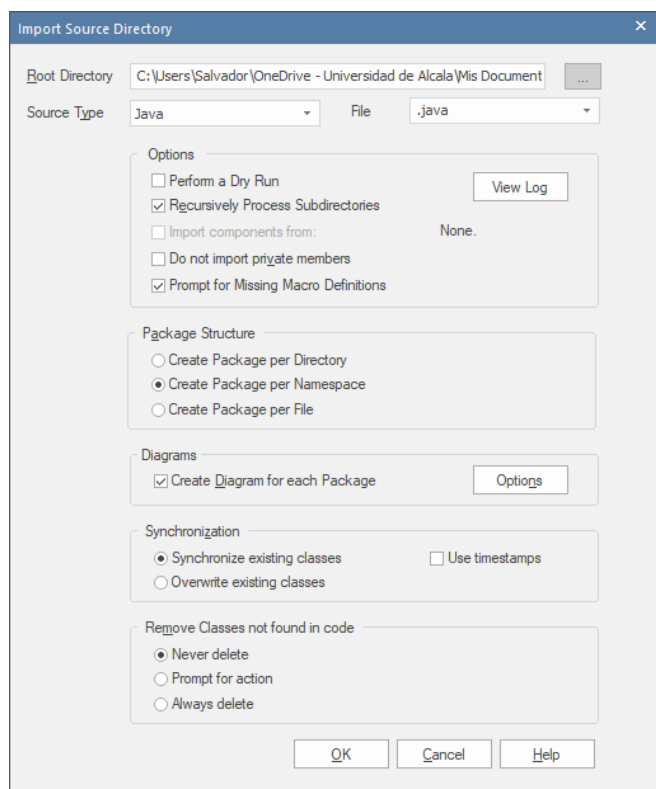 Import Source Directory
Root Directory C:\Users\Salvador\OneDrive - Universidad de Alcala\Mis Document ...
Source Type Java File .java
Options
Perform a Dry Run View Log
Recursively Process Subdirectories
Import components from: None.
Do not import private members
Prompt for Missing Macro Definitions
Package Structure
Create Package per Directory
Create Package per Namespace
Create Package per File
Diagrams
Create Diagram for each Package Options
Synchronization
Synchronize existing classes Use timestamps
Overwrite existing classes
Remove Classes not found in code
Never delete
Prompt for action
Always delete
OK Cancel Help